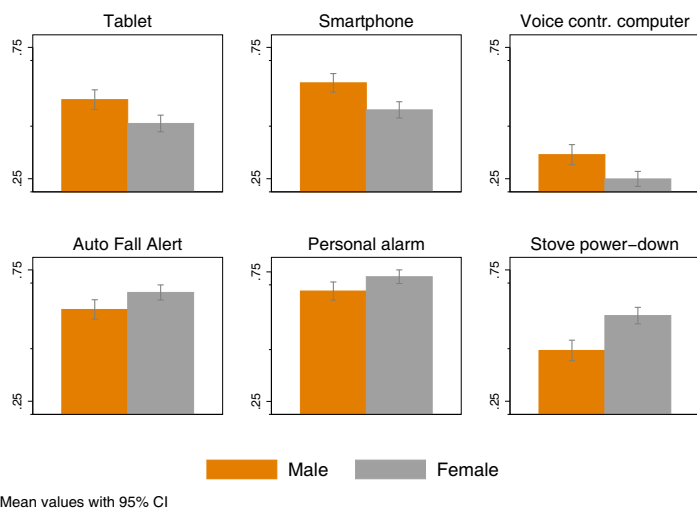 Tablet
Smartphone
Voice contr. computer
.75
.25
.75
.25
.75
.25
Auto Fall Alert
Personal alarm
Stove power−down
.75
.25
.75
.25
.75
.25
Male
Female
Mean values with 95% CI